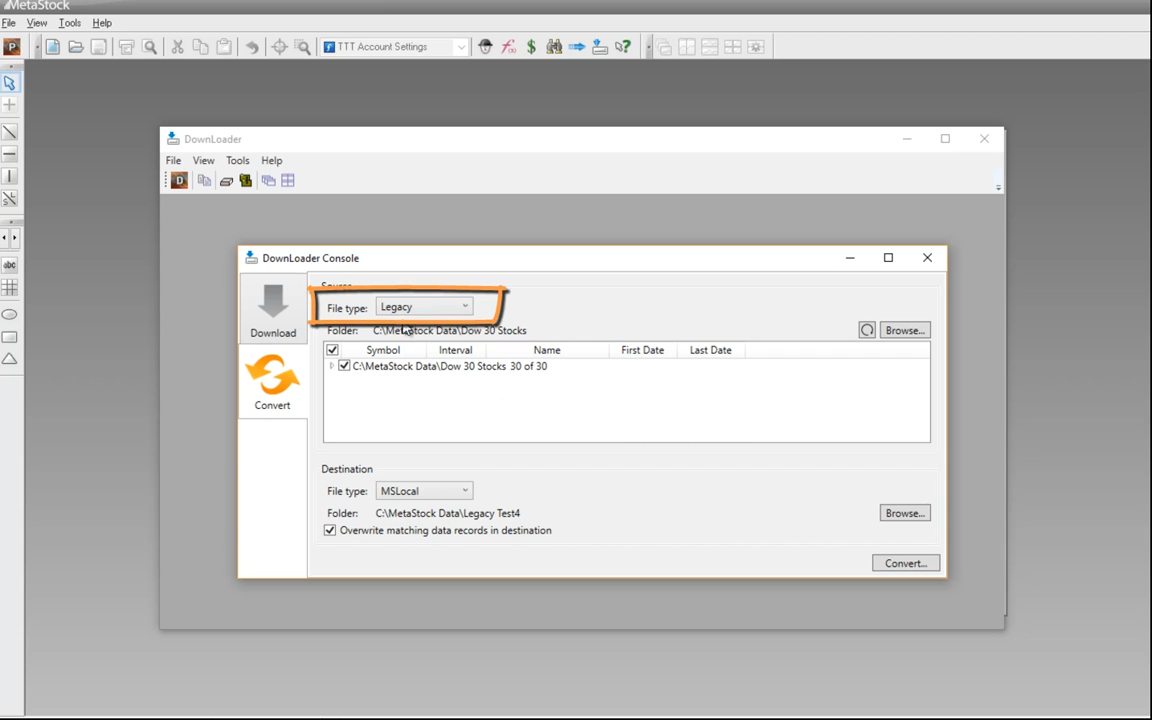 MetaStock
File View Tools Help
P TTT Account Settings
DownLoader
File View Tools Help
D
DownLoader Console
Source
File type: Legacy
Folder: C:\MetaStock Data\Dow 30 Stocks Browse...
Download
Symbol Interval Name First Date Last Date
C:\MetaStock Data\Dow 30 Stocks 30 of 30
Convert
Destination
File type: MSLocal
Folder: C:\MetaStock Data\Legacy Test4 Browse...
Overwrite matching data records in destination
Convert...
abc